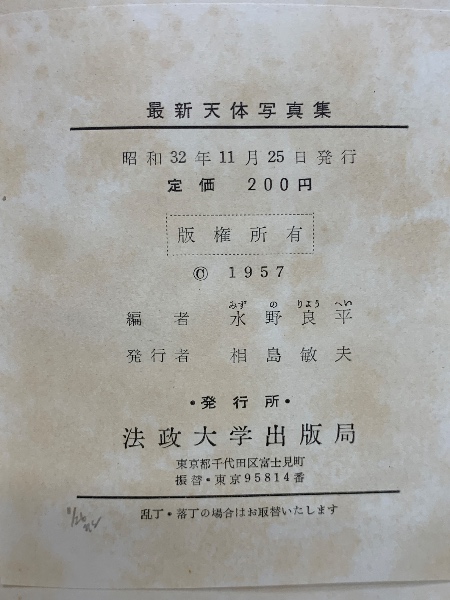 最新天体写真集
昭和32年11月25日発行
定価 200円
版権所有
© 1957
みず の りよう へい
編者 水野良平
発行者 相島敏夫
・発行所・
法政大学出版局
東京都千代田区富士見町
振替・東京95814番
乱丁・落丁の場合はお取替いたします